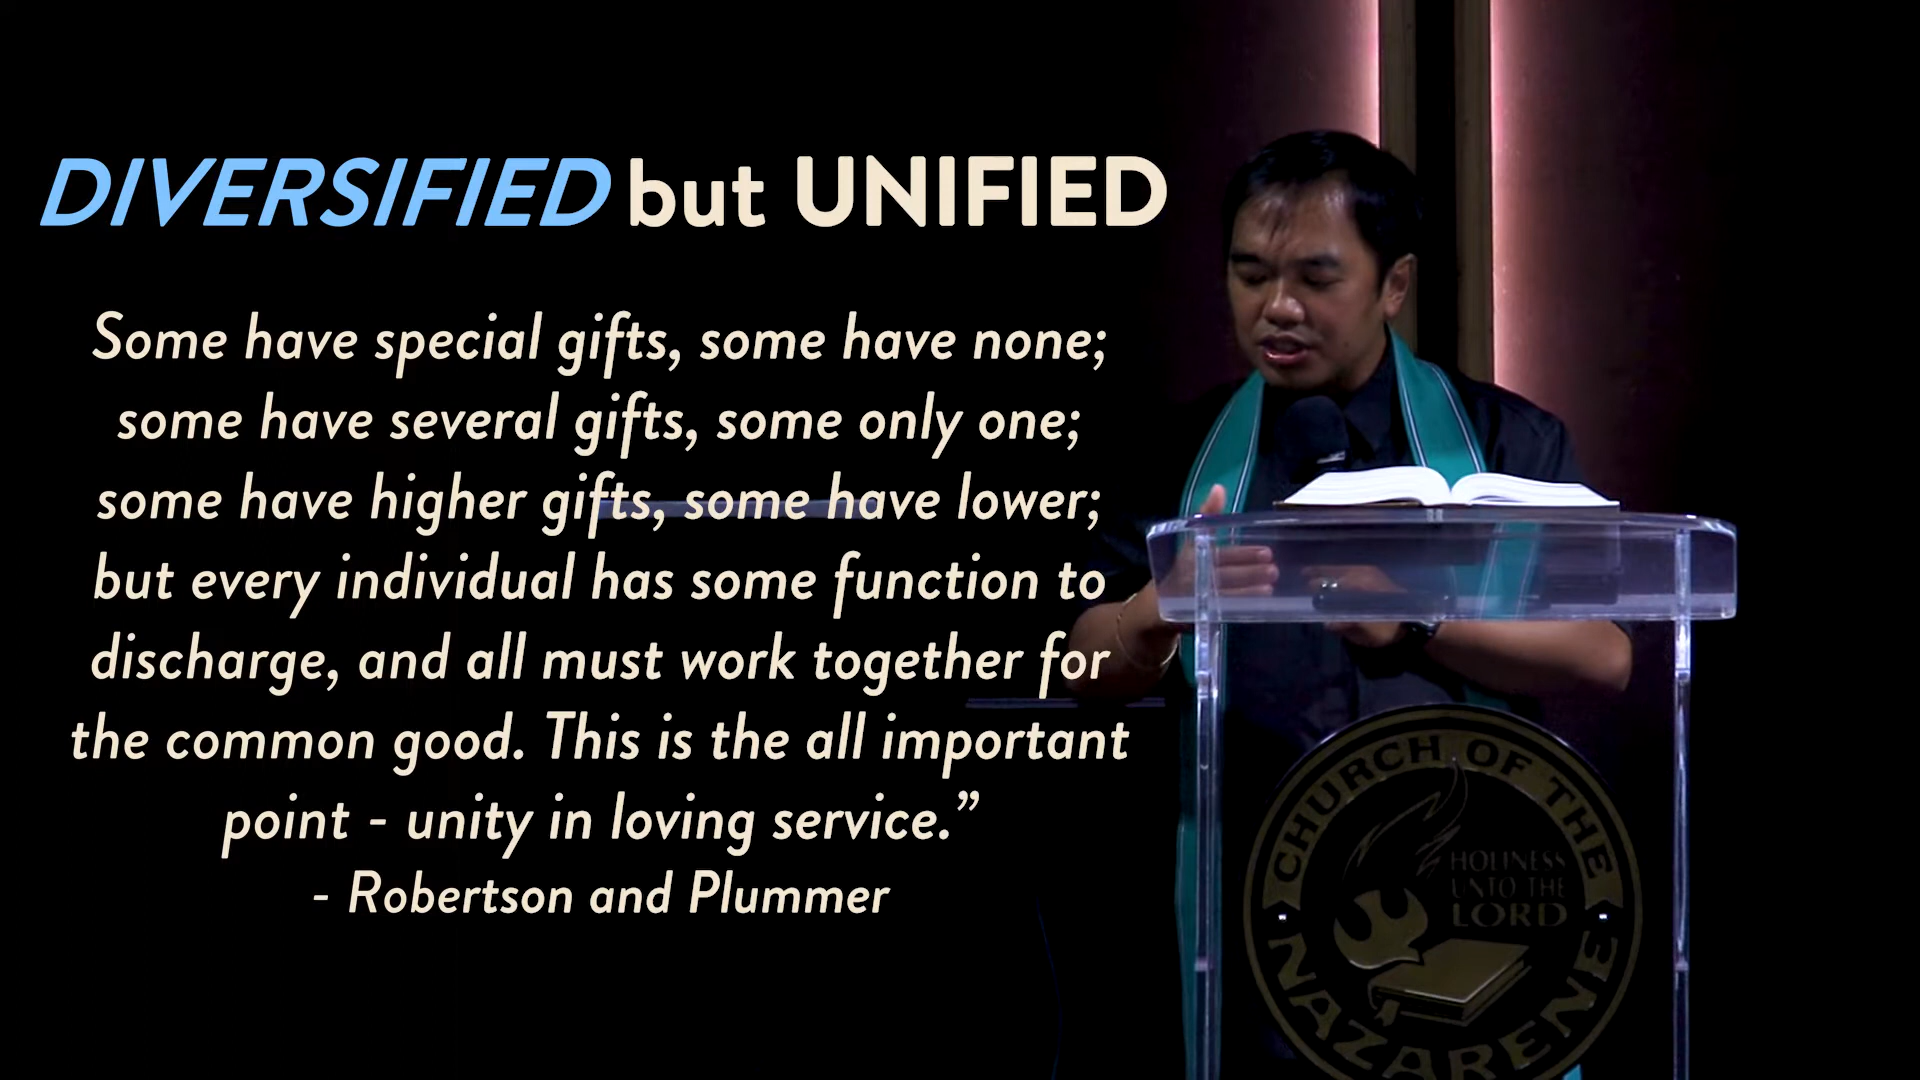 DIVERSIFIED but UNIFIED
Some have special gifts, some have none;
some have several gifts, some only one;
some have higher gifts, some have lower;
but every individual has some function to
discharge, and all must work together for
the common good. This is the all important
point - unity in loving service.”
- Robertson and Plummer
CHURCH OF THE
HOLINESS
UNTO THE
LORD
NAZARENE